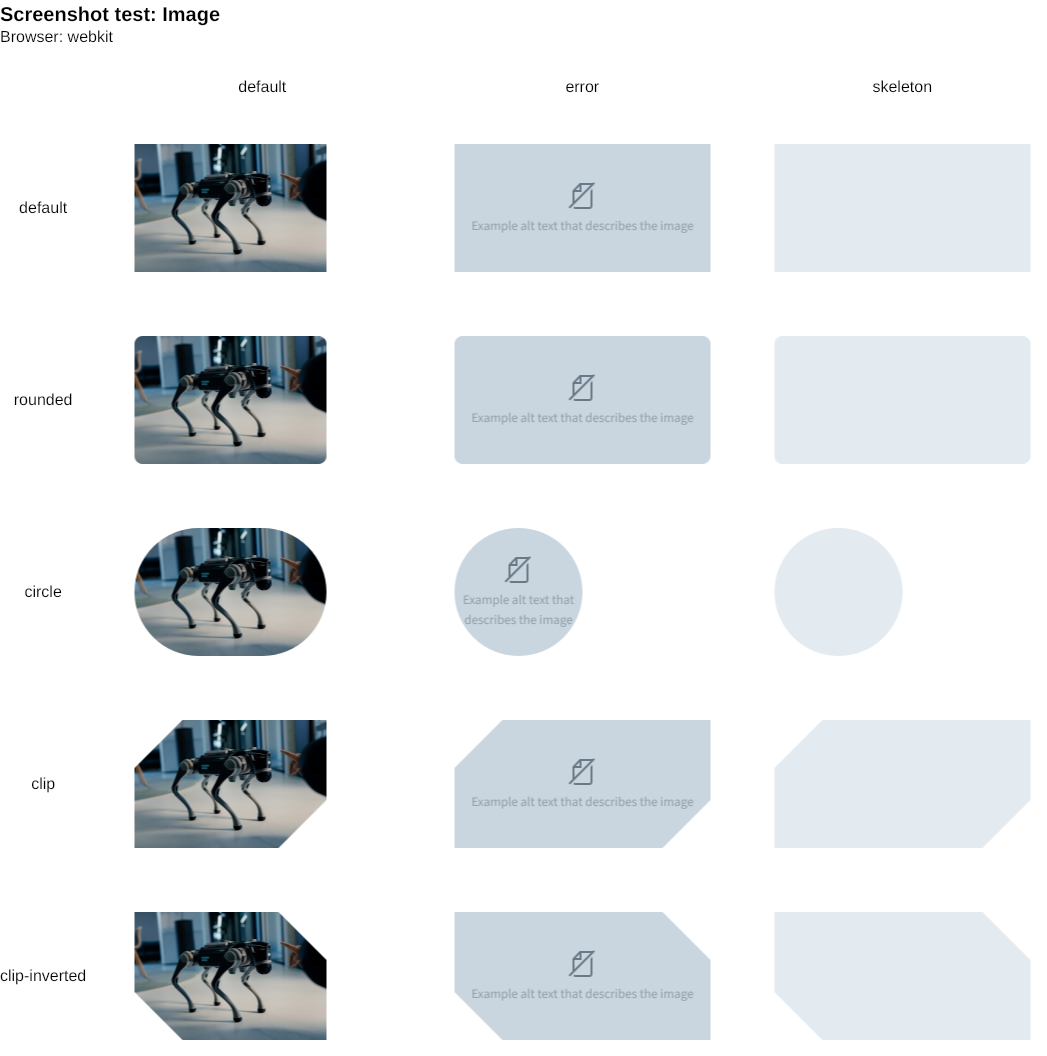 Screenshot test: Image
Browser: webkit
default
error
skeleton
default
Example alt text that describes the image
rounded
Example alt text that describes the image
circle
Example alt text that
describes the image
clip
Example alt text that describes the image
clip-inverted
Example alt text that describes the image